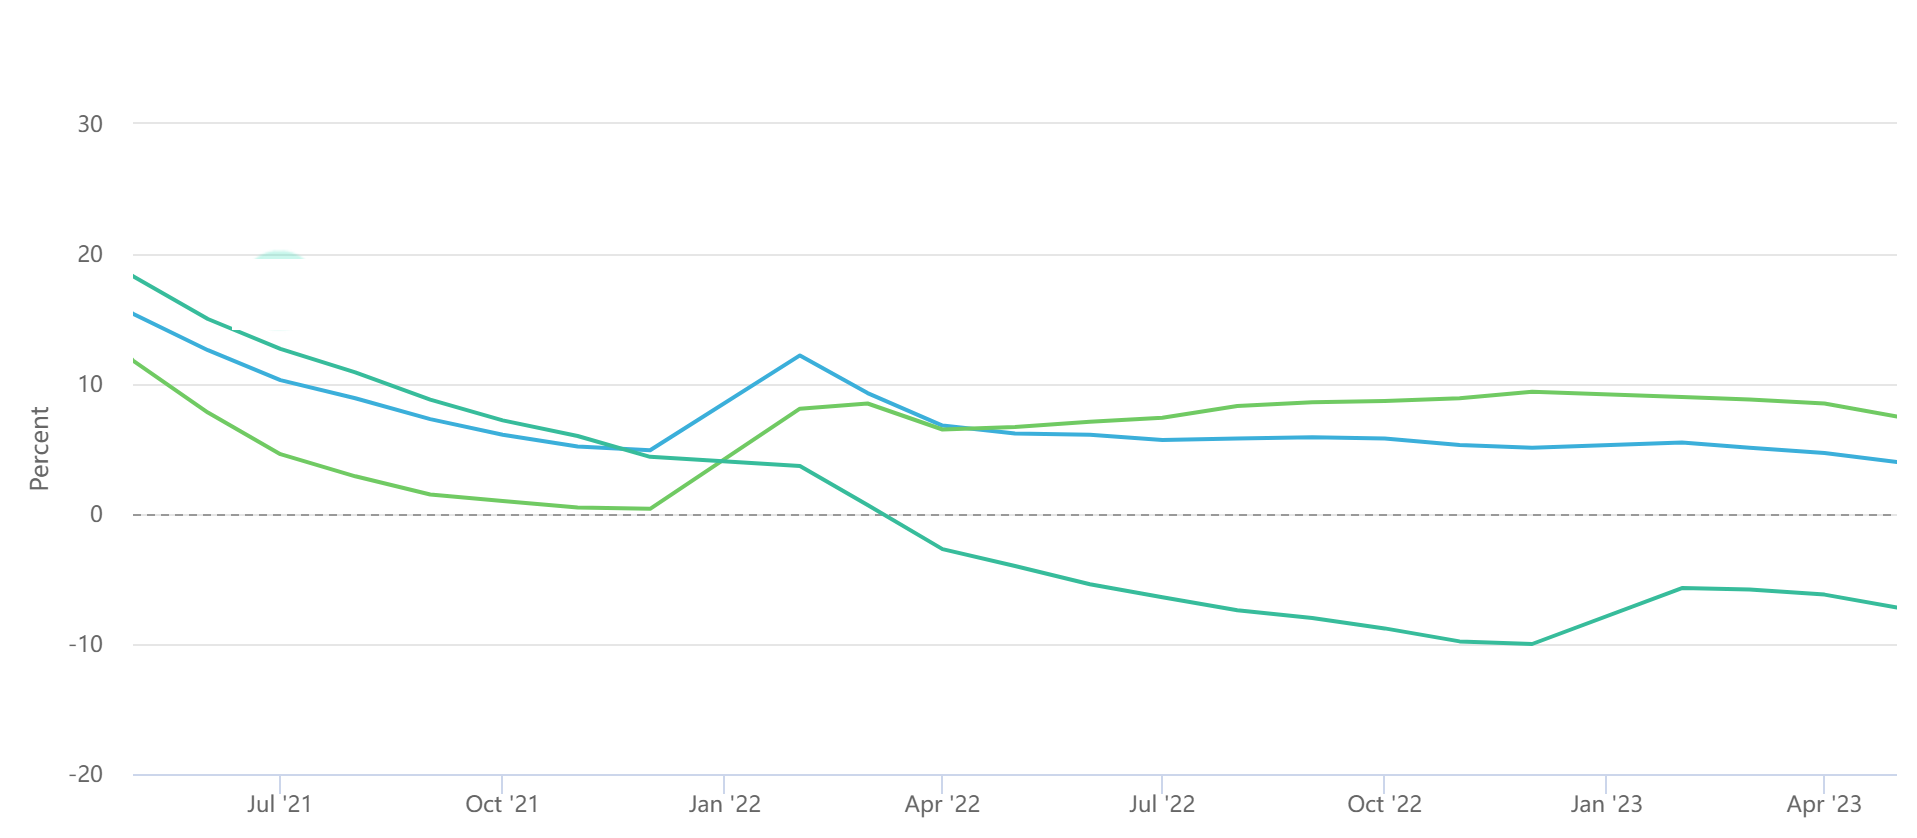 Percent
30
20
10
0
-10
-20
Jul '21
Oct '21
Jan '22
Apr '22
Jul '22
Oct '22
Jan '23
Apr '23